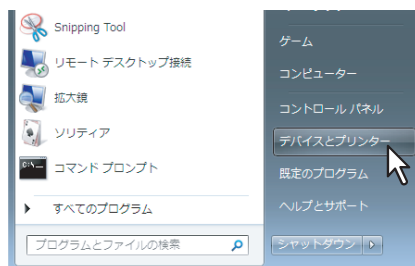 Snipping Tool
リモート デスクトップ接続
拡大鏡
ソリティア
コマンド プロンプト
すべてのプログラム
プログラムとファイルの検索
ゲーム
コンピューター
コントロール パネル
デバイスとプリンター
既定のプログラム
ヘルプとサポート
シャットダウン